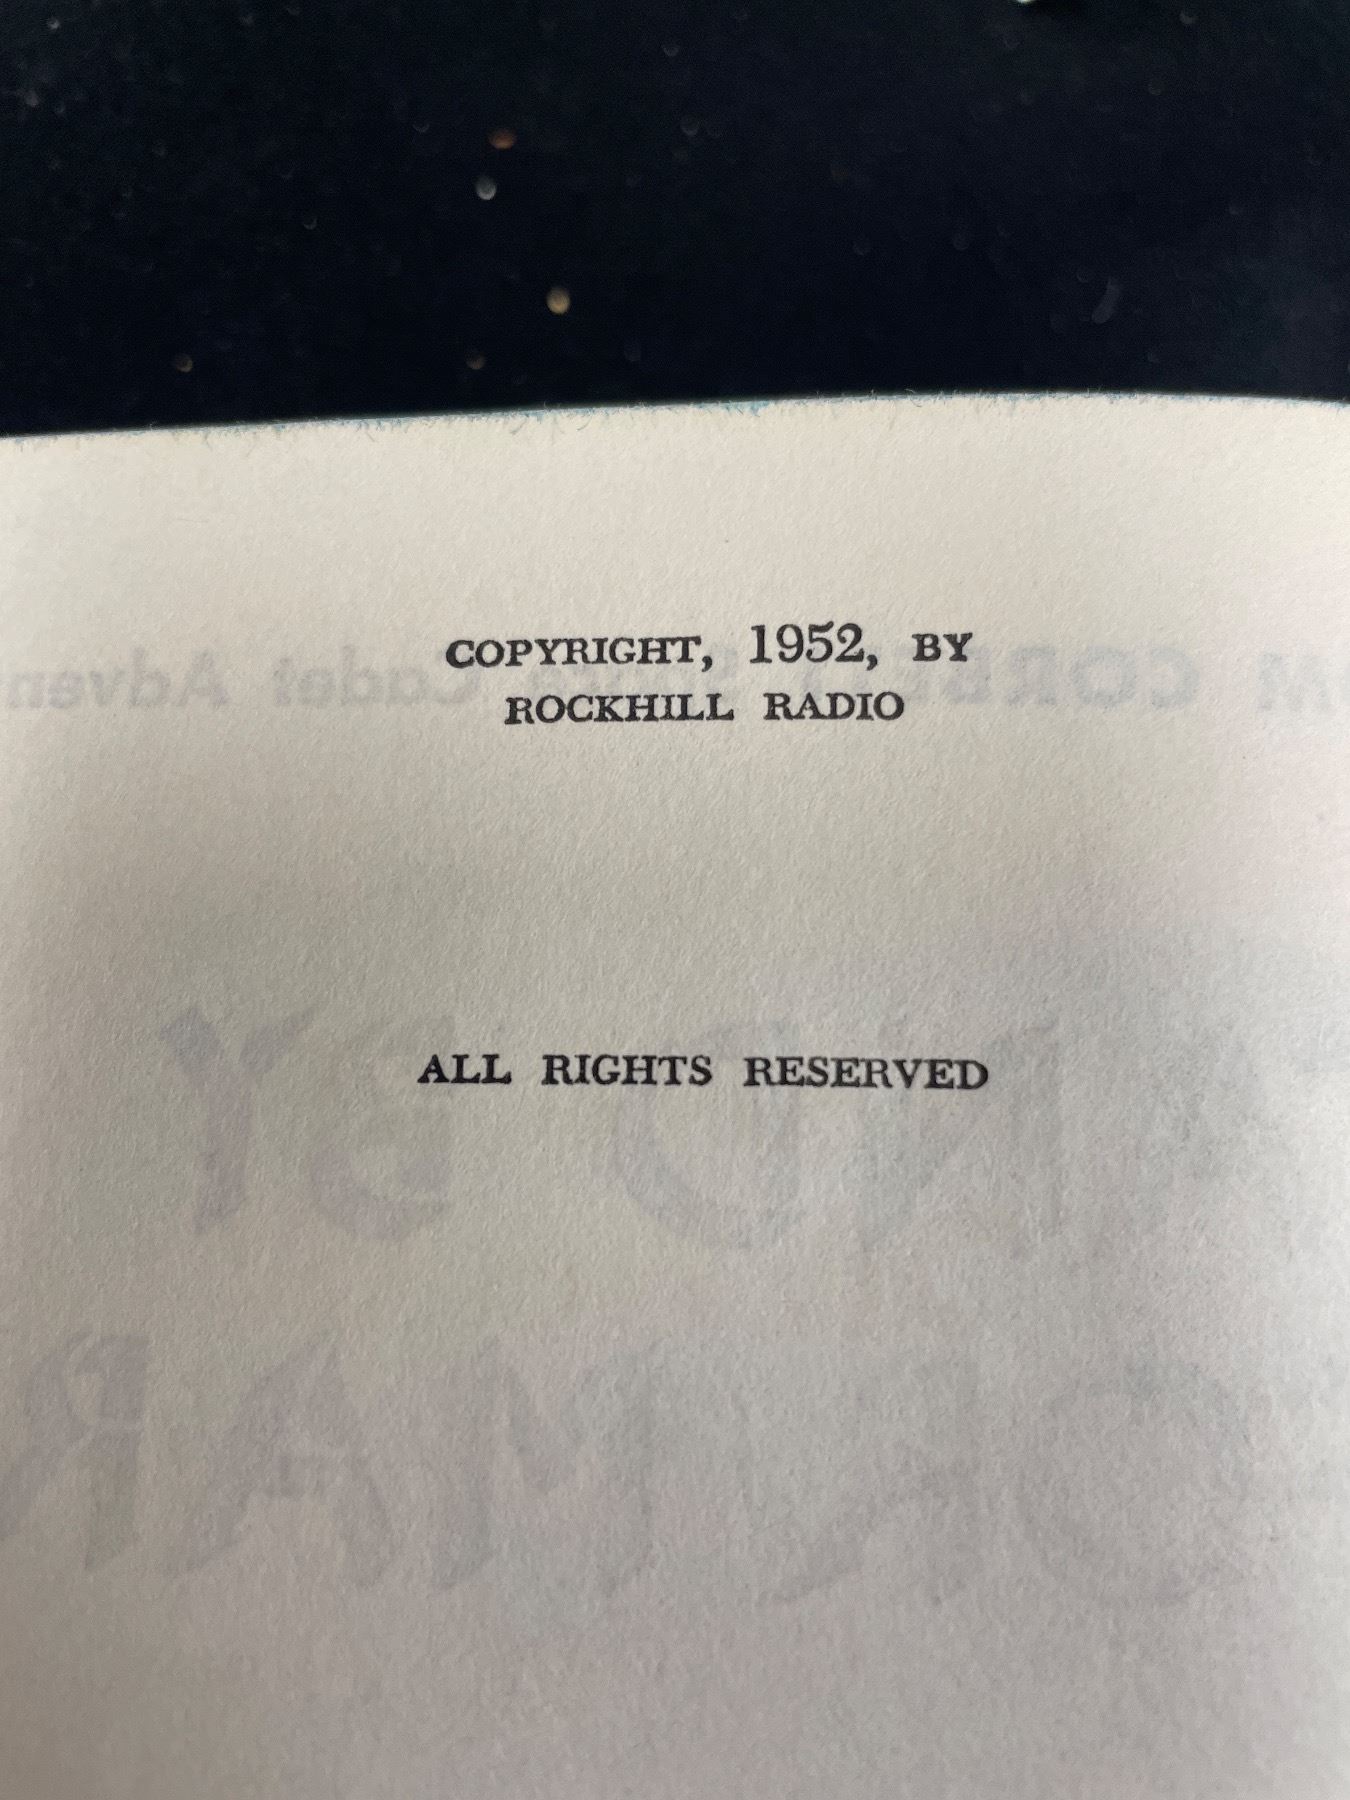 COPYRIGHT, 1952, BY
ROCKHILL RADIO
ALL RIGHTS RESERVED